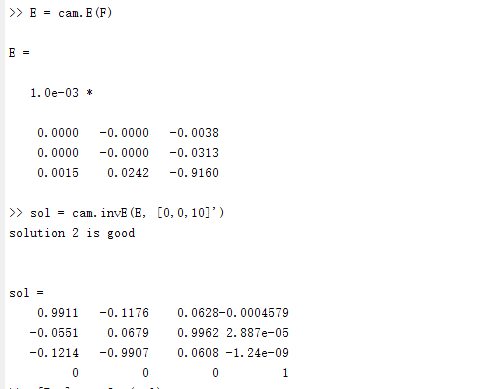 >> E = cam.E(F)
E =
1.0e-03 *
0.0000 -0.0000 -0.0038
0.0000 -0.0000 -0.0313
0.0015 0.0242 -0.9160
>> sol = cam.invE(E, [0,0,10]')
solution 2 is good
sol =
0.9911 -0.1176 0.0628-0.0004579
-0.0551 0.0679 0.9962 2.887e-05
-0.1214 -0.9907 0.0608 -1.24e-09
0 0 0 1